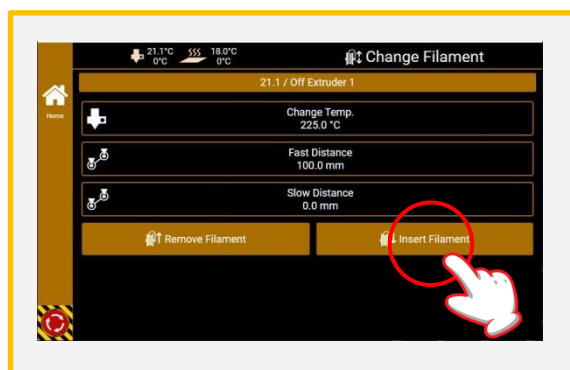 21.1°C
0°C
18.0°C
0°C
Change Filament
21.1 / Off Extruder 1
Home
Change Temp.
225.0 °C
Fast Distance
100.0 mm
Slow Distance
0.0 mm
Remove Filament
Insert Filament